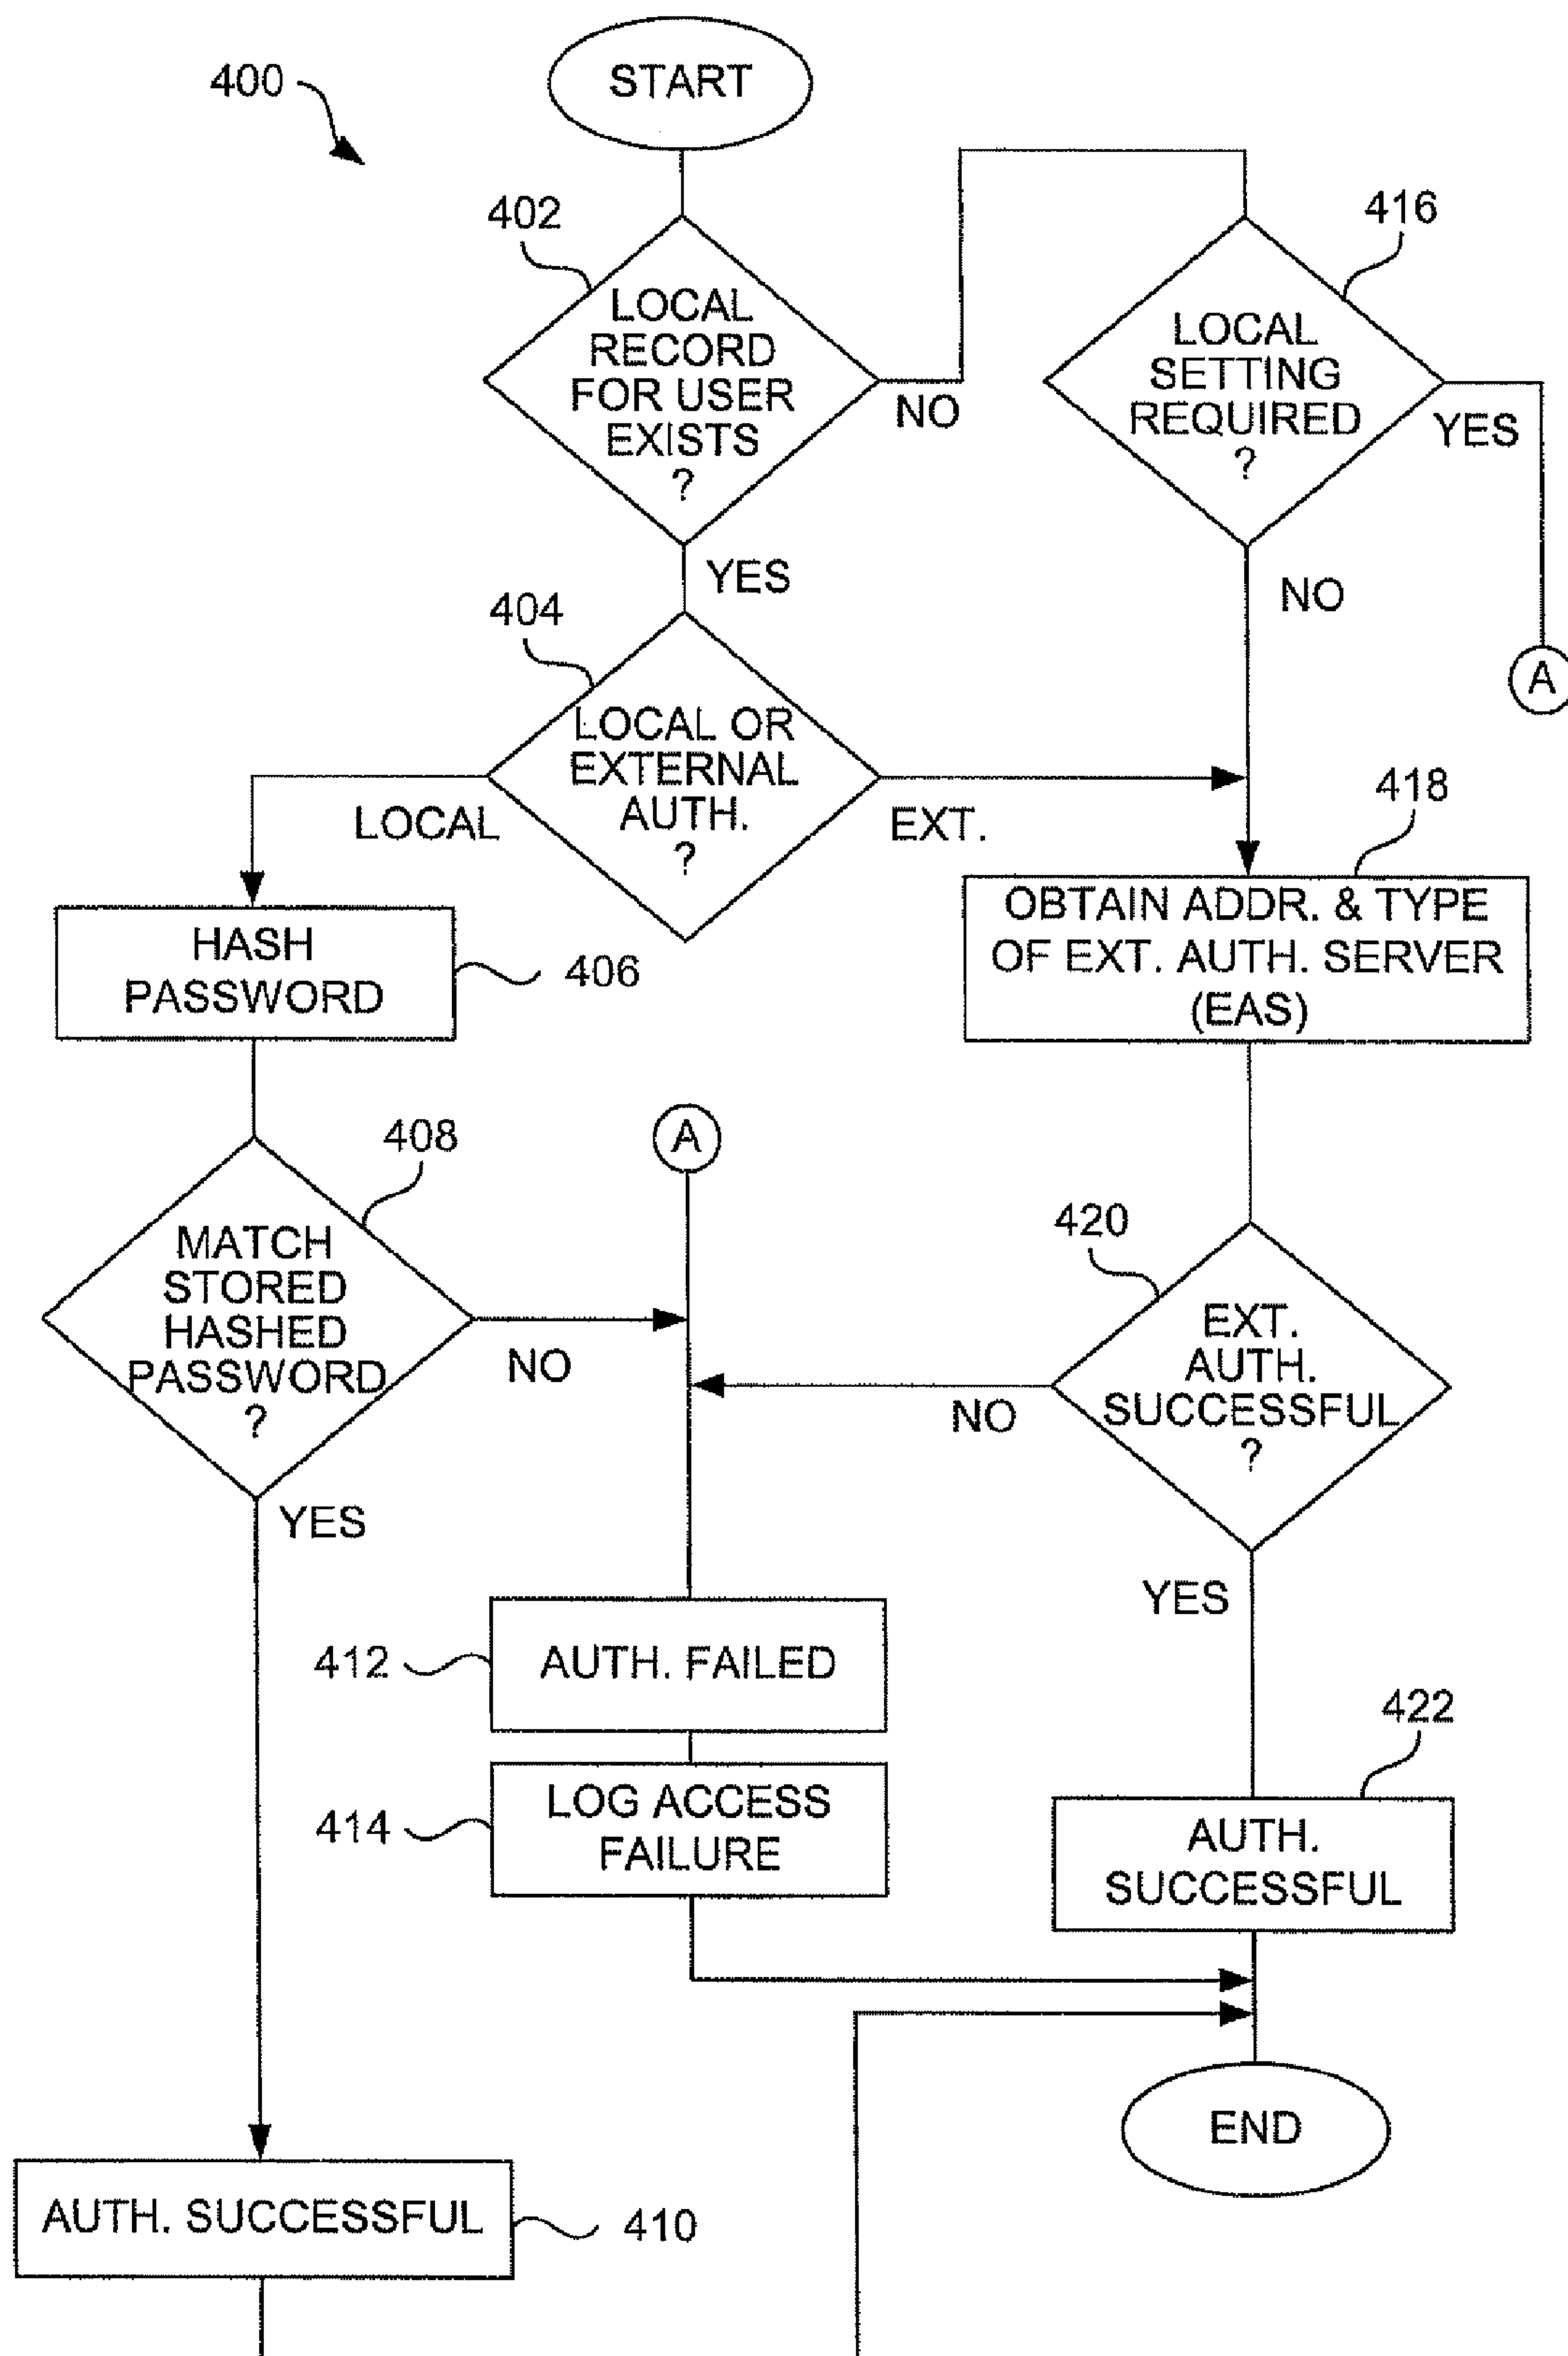 400
START
402
LOCAL
RECORD
FOR USER
EXISTS
?
NO
YES
416
LOCAL
SETTING
REQUIRED
?
YES
NO
A
404
LOCAL OR
EXTERNAL
AUTH.
?
LOCAL
EXT.
418
OBTAIN ADDR. & TYPE
OF EXT. AUTH. SERVER
(EAS)
HASH
PASSWORD
406
408
MATCH
STORED
HASHED
PASSWORD
?
NO
YES
A
420
EXT.
AUTH.
SUCCESSFUL
?
NO
YES
412
AUTH. FAILED
414
LOG ACCESS
FAILURE
422
AUTH.
SUCCESSFUL
END
AUTH. SUCCESSFUL
410